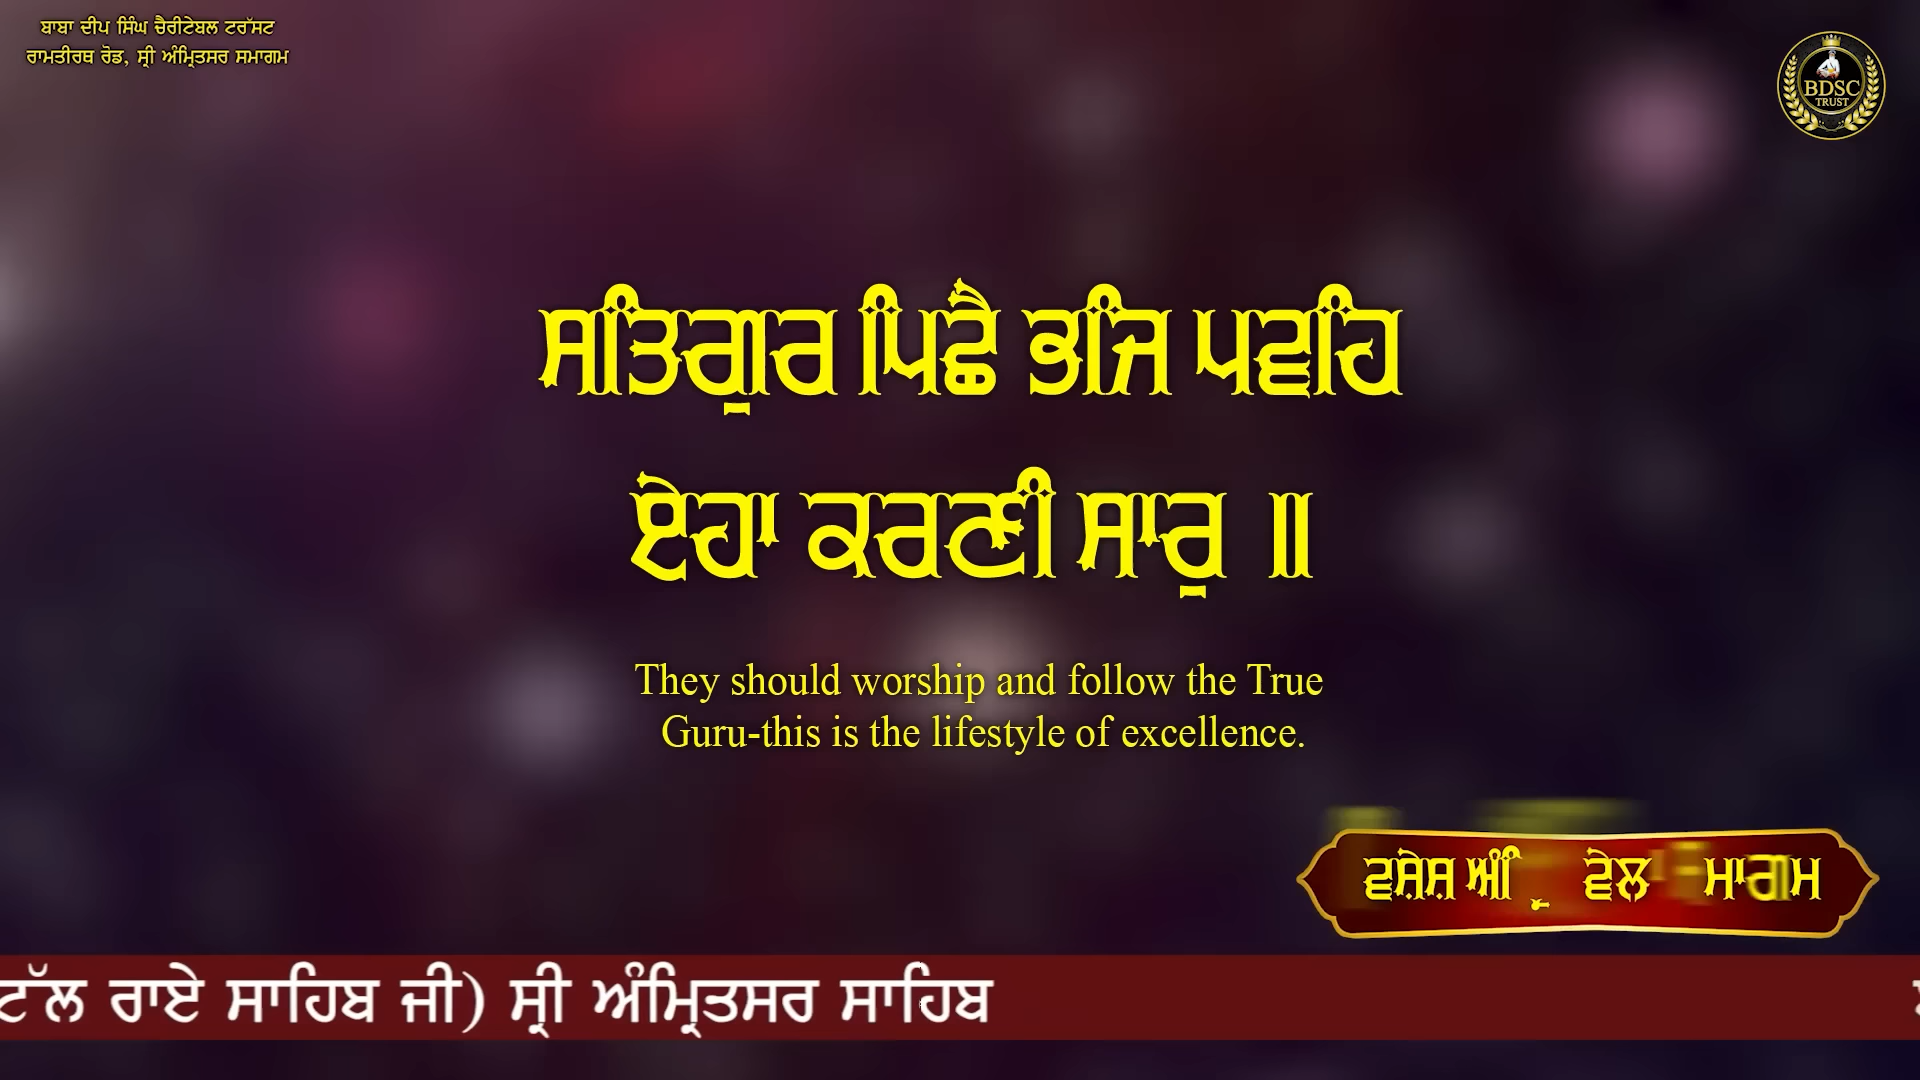 ਬਾਬਾ ਦੀਪ ਸਿੰਘ ਚੈਰੀਟੇਬਲ ਟਰੱਸਟ
ਰਾਮਤੀਰਥ ਰੋਡ, ਸ੍ਰੀ ਅੰਮ੍ਰਿਤਸਰ ਸਮਾਗਮ
BDSC
TRUST
ਸਤਿਗੁਰ ਪਿਛੈ ਭਜਿ ਪਵਹਿ
ਏਹਾ ਕਰਣੀ ਸਾਰੁ ॥
They should worship and follow the True
Guru-this is the lifestyle of excellence.
ਟੱਲ ਰਾਏ ਸਾਹਿਬ ਜੀ) ਸ੍ਰੀ ਅੰਮ੍ਰਿਤਸਰ ਸਾਹਿਬ